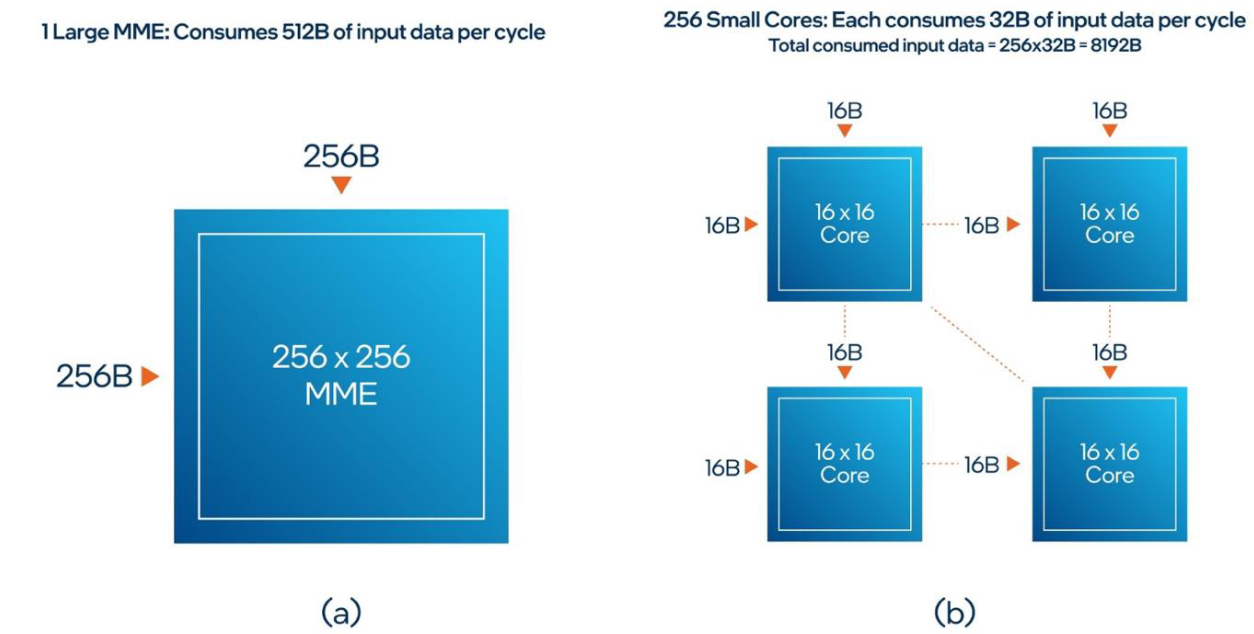 1 Large MME: Consumes 512B of input data per cycle
256B
256B
256 x 256
MME
(a)
256 Small Cores: Each consumes 32B of input data per cycle
Total consumed input data = 256x32B = 8192B
16B
16B
16B
16 x 16
Core
16B
16 x 16
Core
16B
16B
16B
16 x 16
Core
16B
16 x 16
Core
(b)